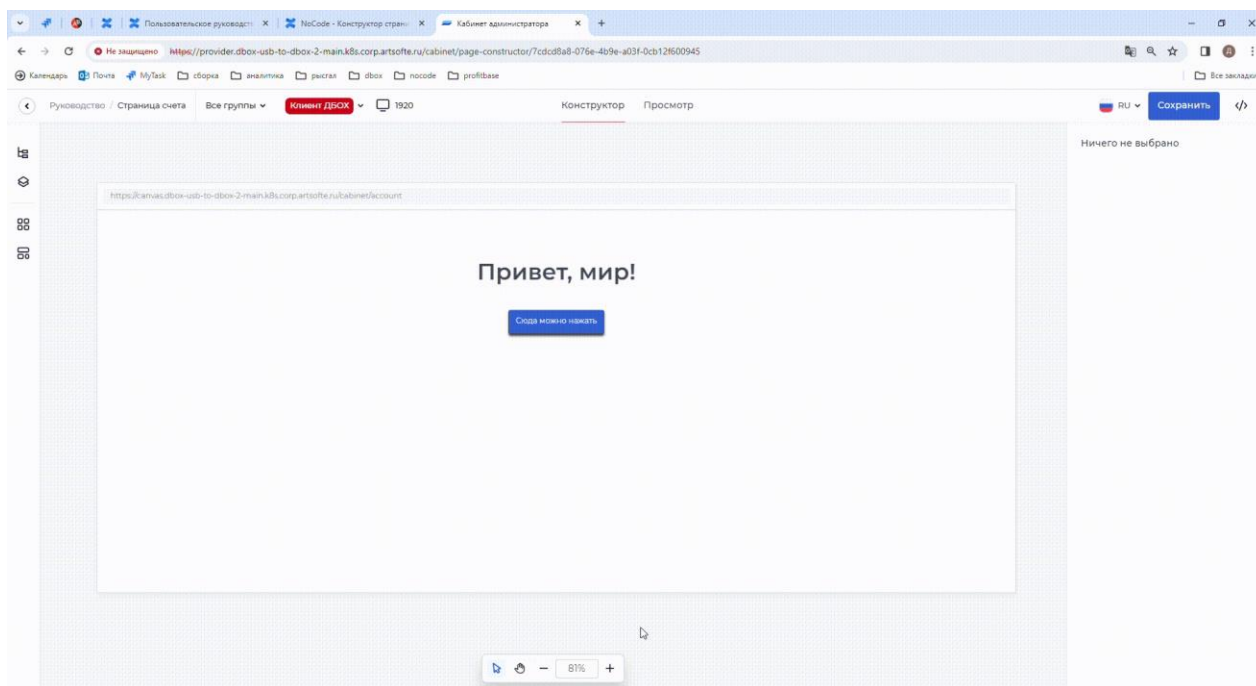 Пользовательское руководст
NoCode - Конструктор страни
Кабинет администратора
Не защищено https://provider.dbox-usb-to-dbox-2-main.k8s.corp.artsofte.ru/cabinet/page-constructor/7cdcd8a8-076e-4b9e-a03f-0cb12f600945
Календарь Почта MyTask сборка аналитика рысгал dbox nocode profitbase Все закладки
Руководство / Страница счета Все группы Клиент ДБОХ 1920 Конструктор Просмотр RU Сохранить </>
Ничего не выбрано
https://canvas.dbox-usb-to-dbox-2-main.k8s.corp.artsofte.ru/cabinet/account
Привет, мир!
Сюда можно нажать
81%